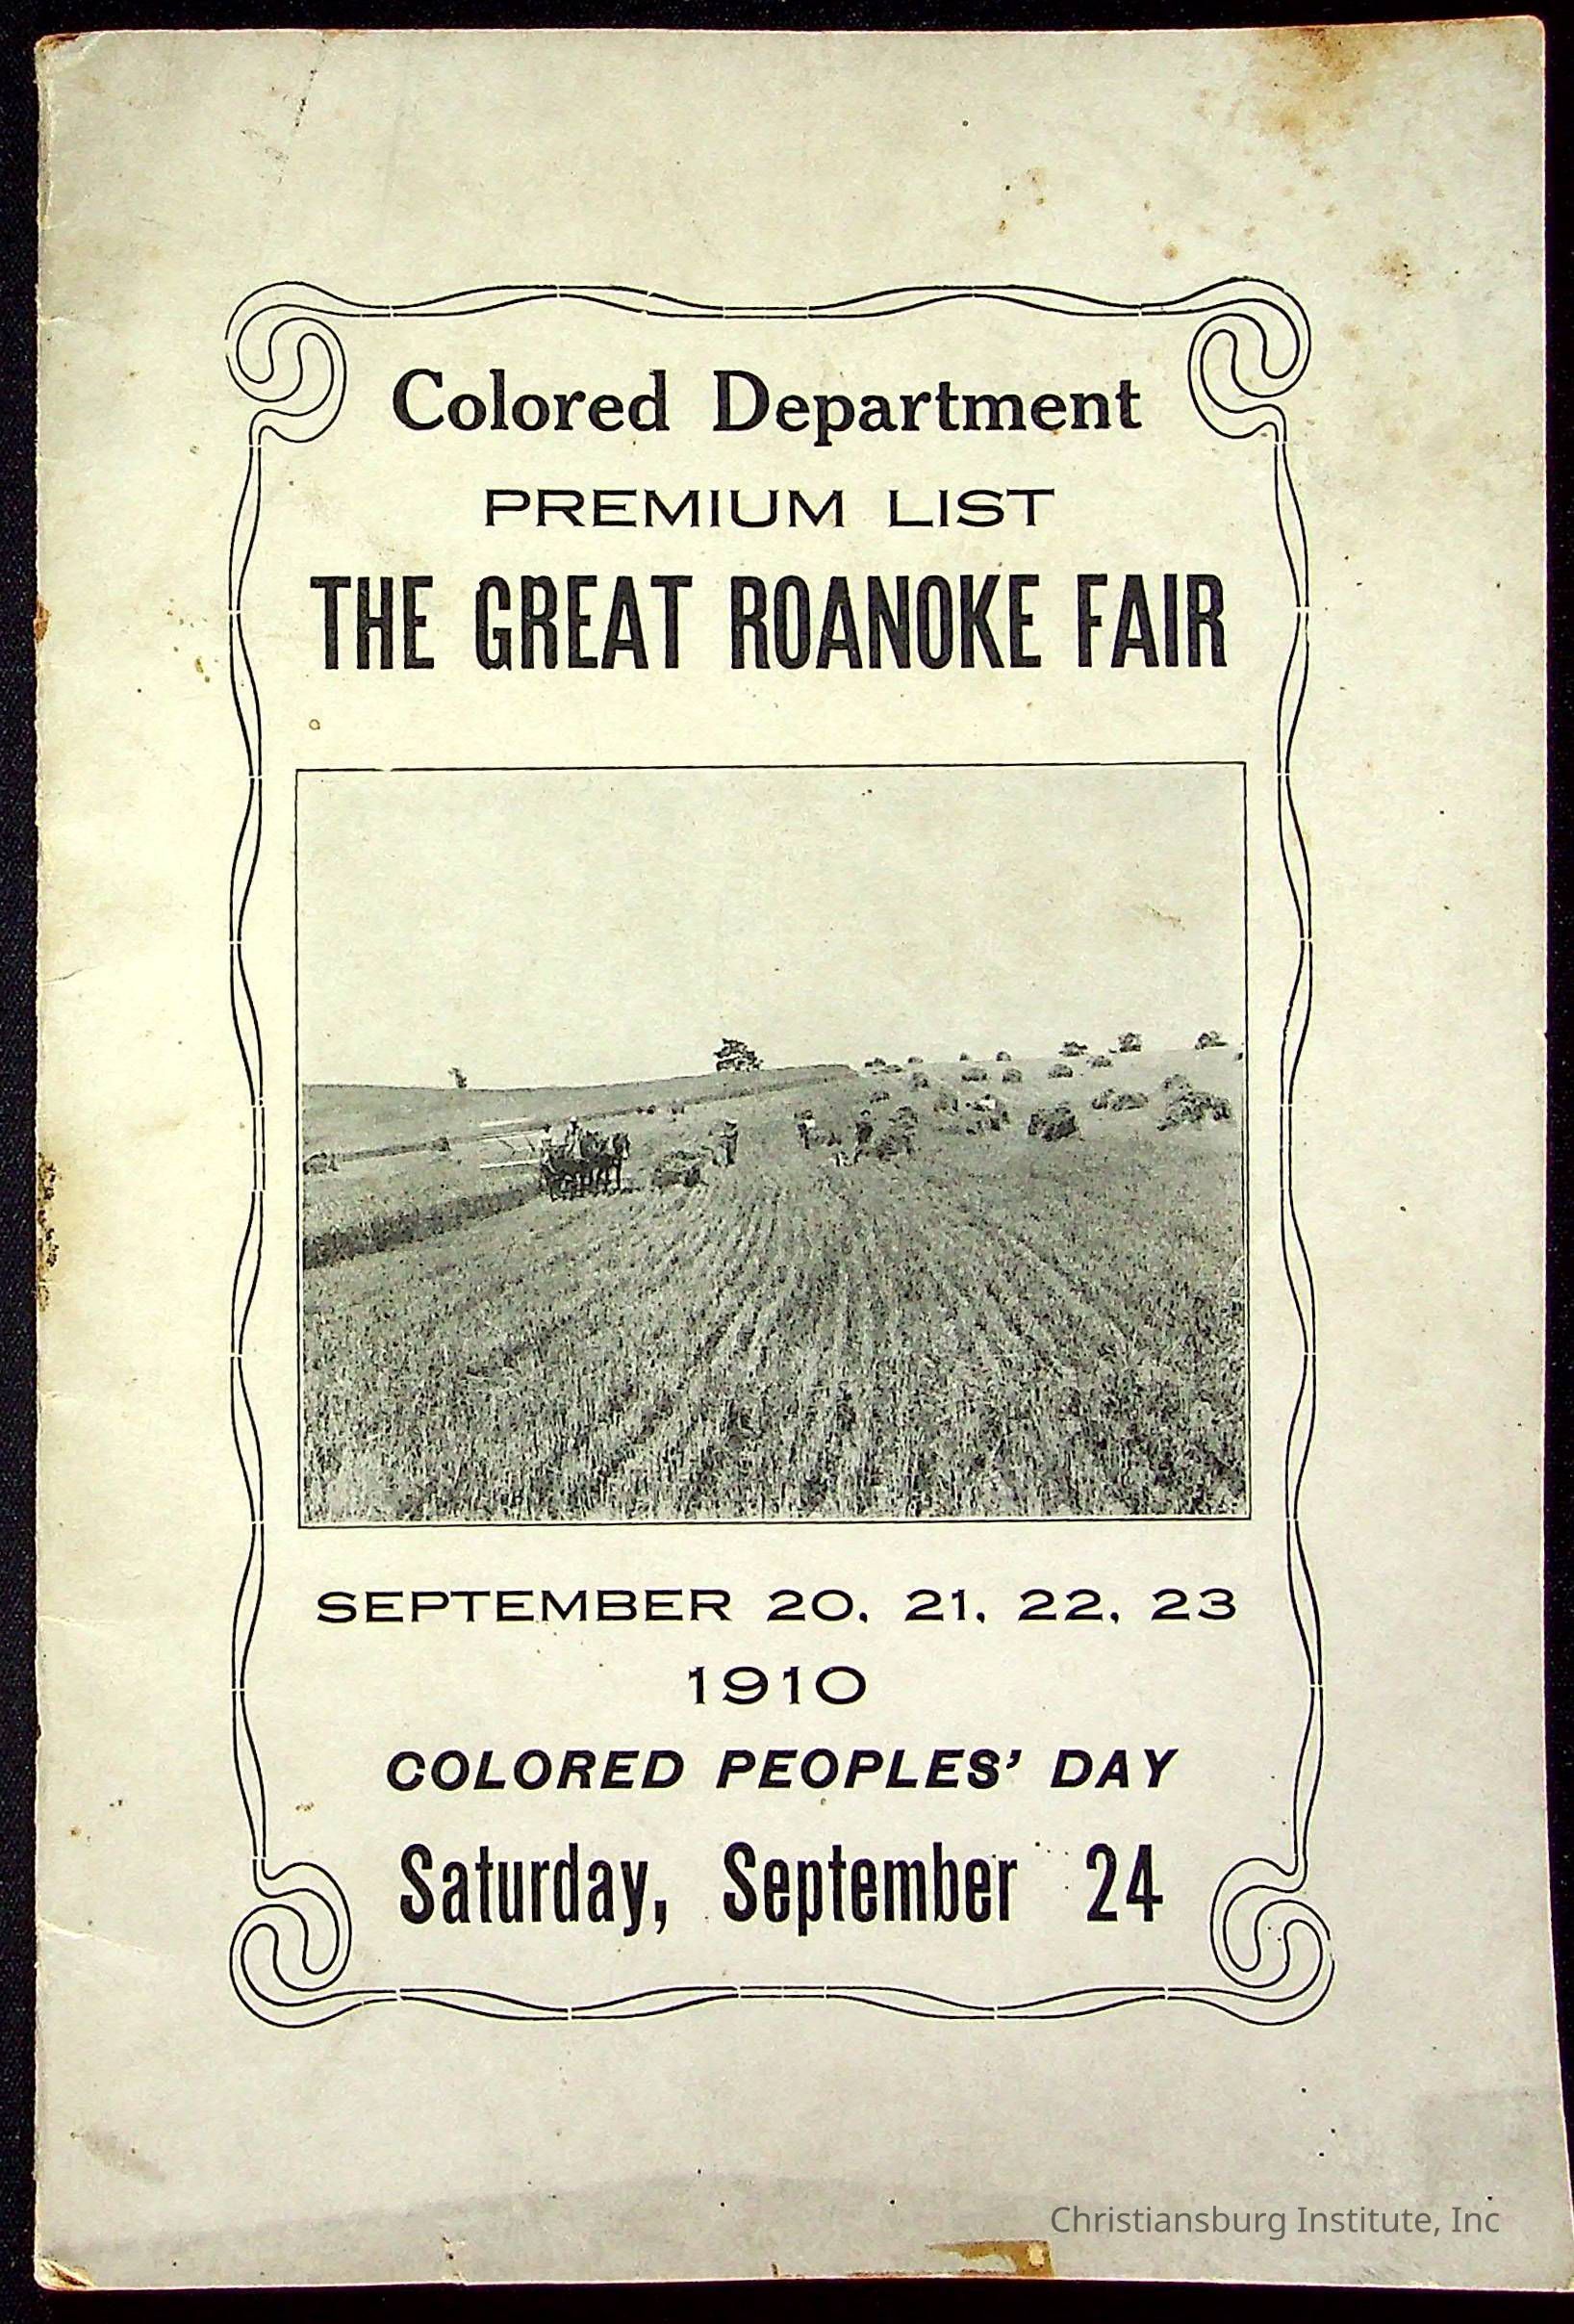 Colored Department
PREMIUM LIST
THE GREAT ROANOKE FAIR
SEPTEMBER 20, 21, 22, 23
1910
COLORED PEOPLES' DAY
Saturday, September 24
Christiansburg Institute, Inc